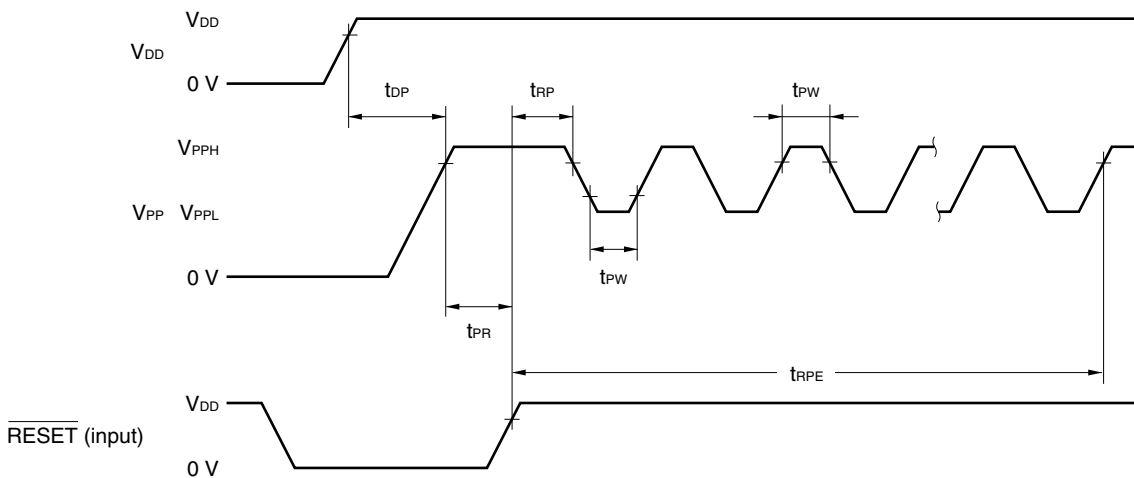 VDD
VDD
0 V
tDP
tRP
tPW
VPPH
VPP VPPL
tPW
0 V
tPR
tRPE
VDD
RESET (input)
0 V